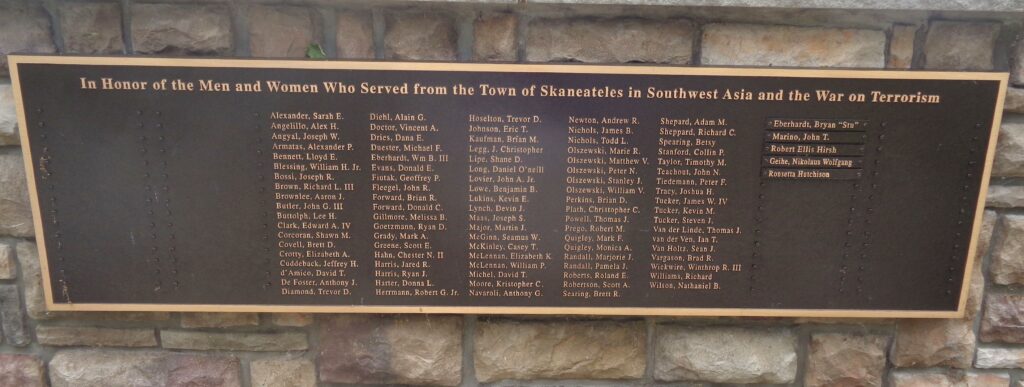 In Honor of the Men and Women Who Served from the Town of Skaneateles in Southwest Asia and the War on Terrorism
Alexander, Sarah E.
Angelillo, Alex H.
Angyal, Joseph W.
Armatas, Alexander P.
Bennett, Lloyd E.
Blessing, William H. Jr.
Bossi, Joseph R.
Brown, Richard L. III
Brownlee, Aaron J.
Butler, John G. III
Buttolph, Lee H.
Clark, Edward A. IV
Corcoran, Shawn M.
Covell, Brett D.
Crotty, Elizabeth A.
Cuddeback, Jeffrey H.
d'Amico, David T.
De Foster, Anthony J.
Diamond, Trevor D.
Diehl, Alain G.
Doctor, Vincent A.
Dries, Dana E.
Duester, Michael F.
Eberhardt, Wm B. III
Evans, Donald E.
Fiutak, Geoffrey P.
Fleegel, John R.
Forward, Brian R.
Forward, Donald C.
Gillmore, Melissa B.
Goetzmann, Ryan D.
Grady, Mark A.
Greene, Scott E.
Hahn, Chester N. II
Harris, Jared R.
Harris, Ryan J.
Harter, Donna L.
Herrmann, Robert G. Jr.
Hoselton, Trevor D.
Johnson, Eric T.
Kaufman, Brian M.
Legg, J. Christopher
Lipe, Shane D.
Long, Daniel O'neill
Lovier, John A. Jr.
Lowe, Benjamin B.
Lukins, Kevin E.
Lynch, Devin J.
Maas, Joseph S.
Major, Martin J.
McGinn, Seamus W.
McKinley, Casey T.
McLennan, Elizabeth K.
McLennan, William P.
Michel, David T.
Moore, Kristopher C.
Navaroli, Anthony G.
Newton, Andrew R.
Nichols, James B.
Nichols, Todd L.
Olszewski, Marie R.
Olszewski, Matthew V.
Olszewski, Peter N.
Olszewski, Stanley J.
Olszewski, William V.
Perkins, Brian D.
Plath, Christopher C.
Powell, Thomas J.
Prego, Robert M.
Quigley, Mark F.
Quigley, Monica A.
Randall, Marjorie J.
Randall, Pamela J.
Roberts, Roland E.
Robertson, Scott A.
Searing, Brett R.
Shepard, Adam M.
Sheppard, Richard C.
Spearing, Betsy
Stanford, Collin P.
Taylor, Timothy M.
Teachout, John N.
Tiedemann, Peter F.
Tracy, Joshua H.
Tucker, James W. IV
Tucker, Kevin M.
Tucker, Steven J.
Van der Linde, Thomas J.
van der Ven, Ian T.
Van Holtz, Sean J.
Vargason, Brad R.
Wickwire, Winthrop R. III
Williams, Richard
Wilson, Nathaniel B.
Eberhardt, Bryan "Stu"
Marino, John T.
Robert Ellis Hirsh
Geihe, Nikolaus Wolfgang
Rousetta Hutchison